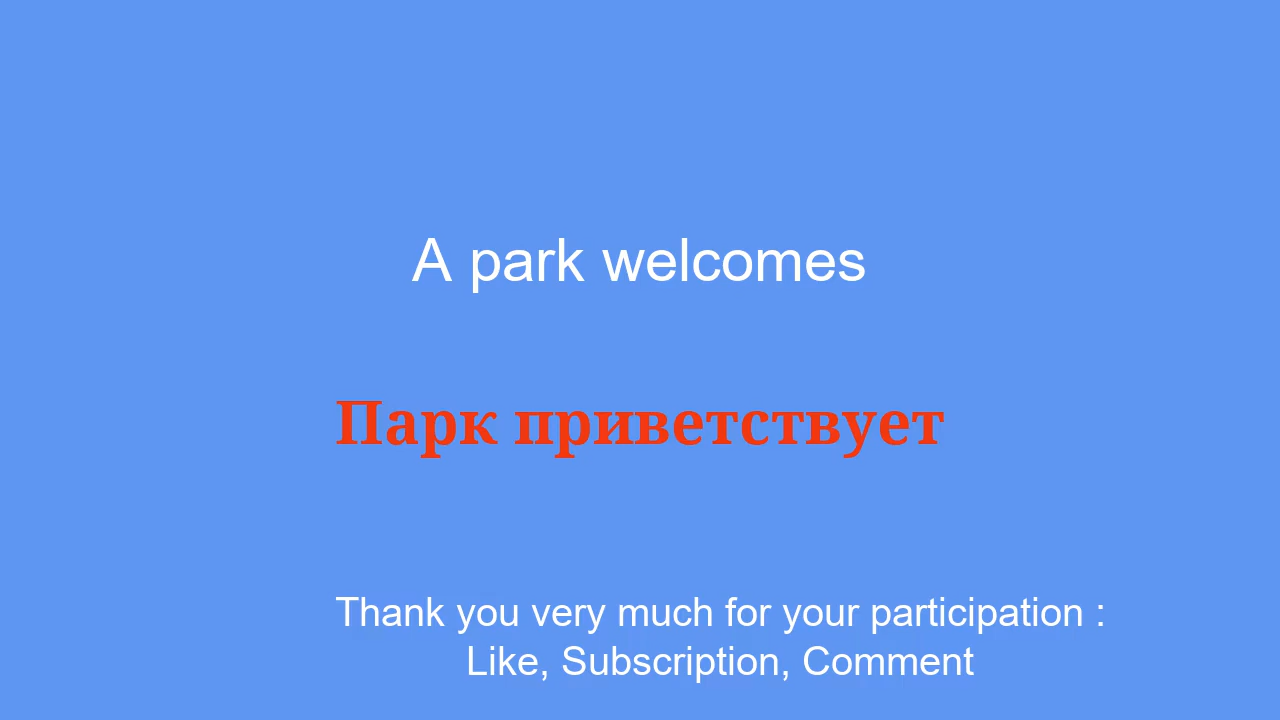 A park welcomes
Парк приветствует
Thank you very much for your participation :
Like, Subscription, Comment